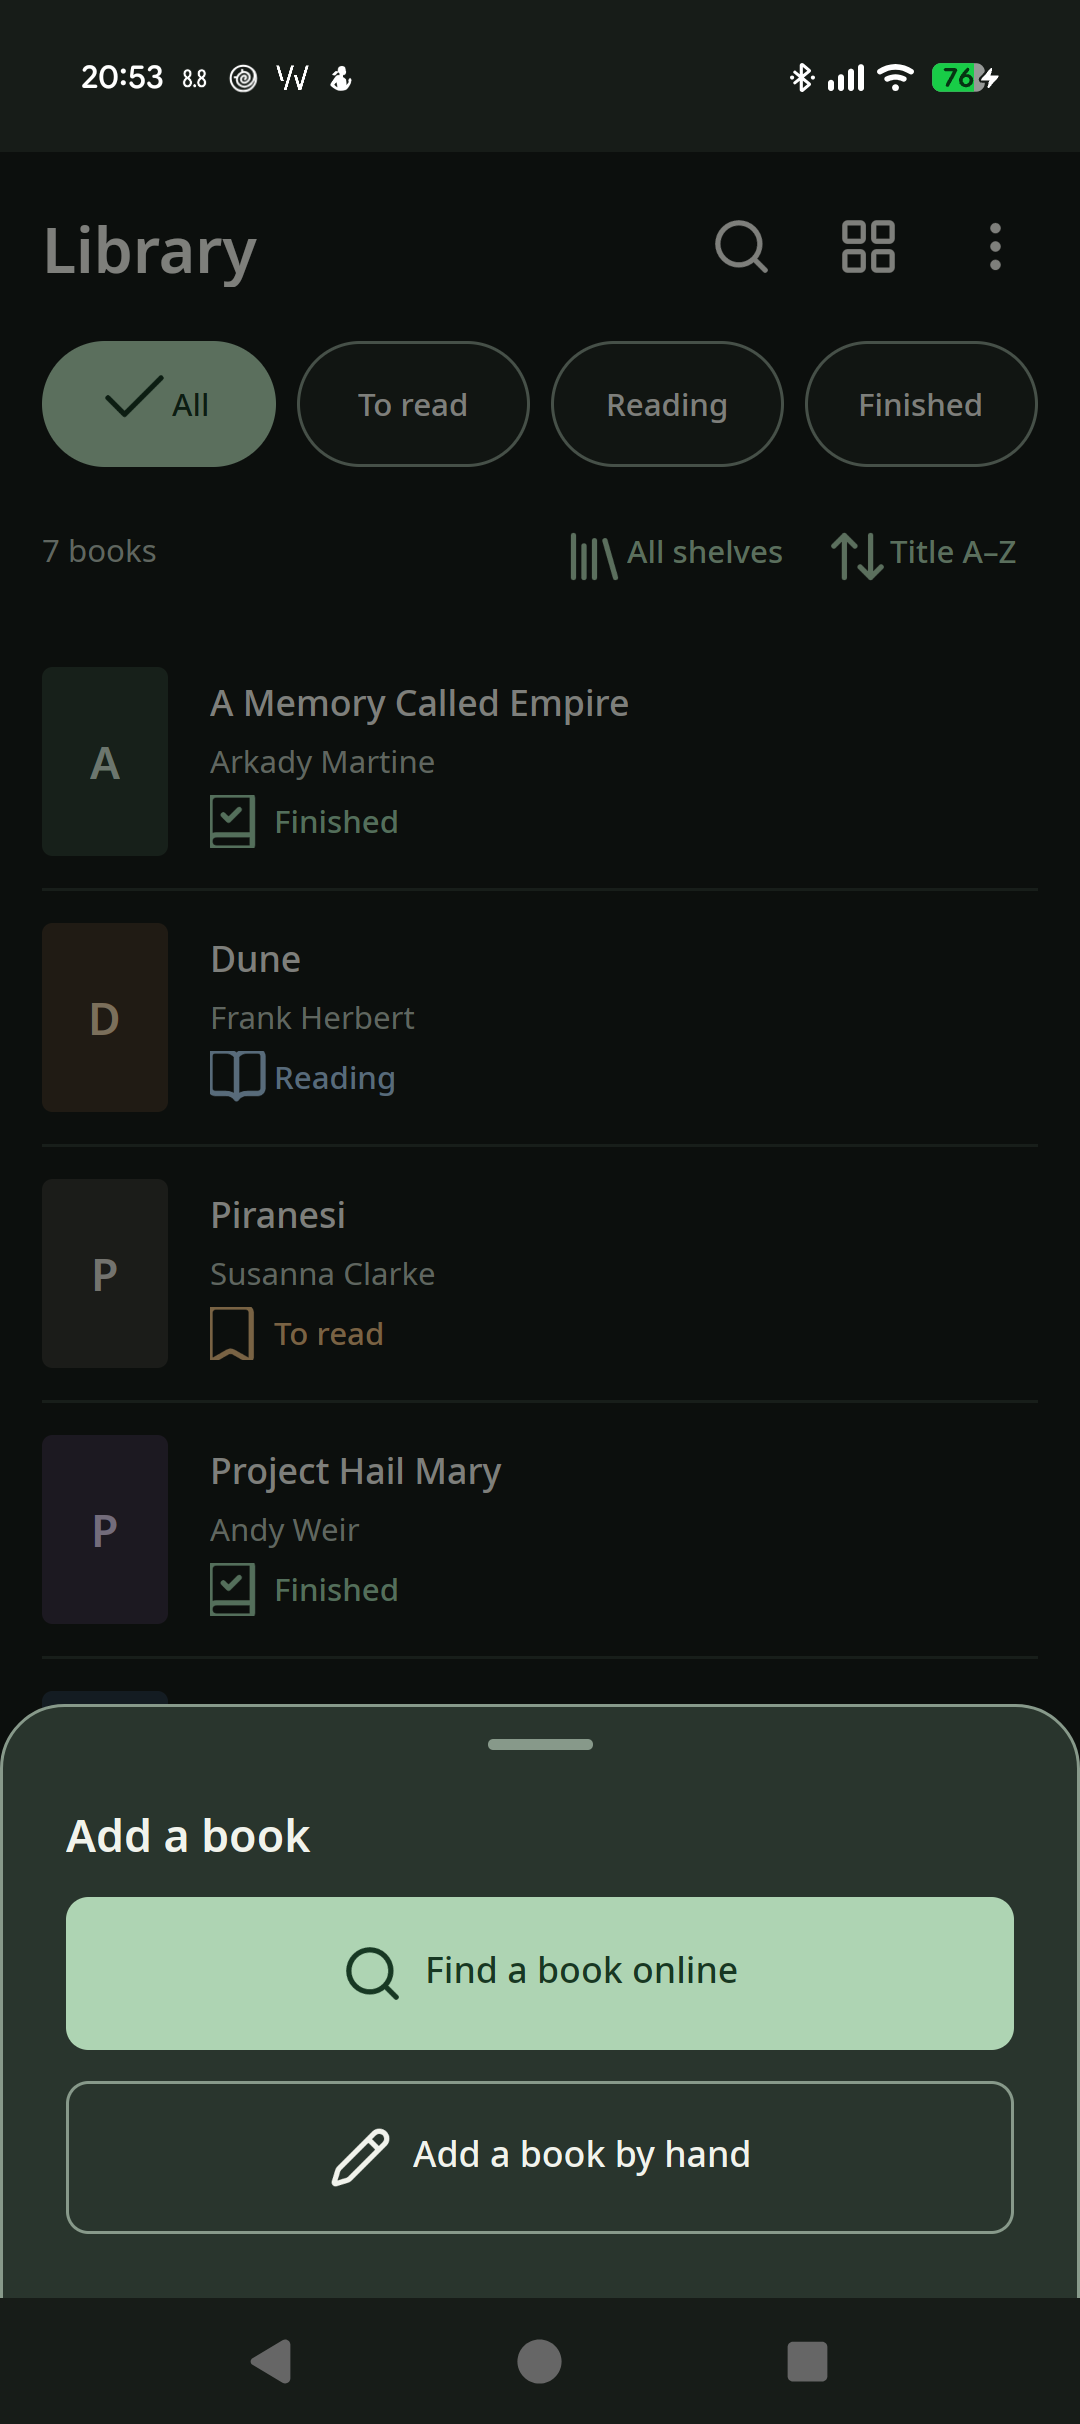 20:53 8.8 76
Library
All To read Reading Finished
7 books All shelves Title A–Z
A
A Memory Called Empire
Arkady Martine
Finished
D
Dune
Frank Herbert
Reading
P
Piranesi
Susanna Clarke
To read
P
Project Hail Mary
Andy Weir
Finished
Add a book
Find a book online
Add a book by hand